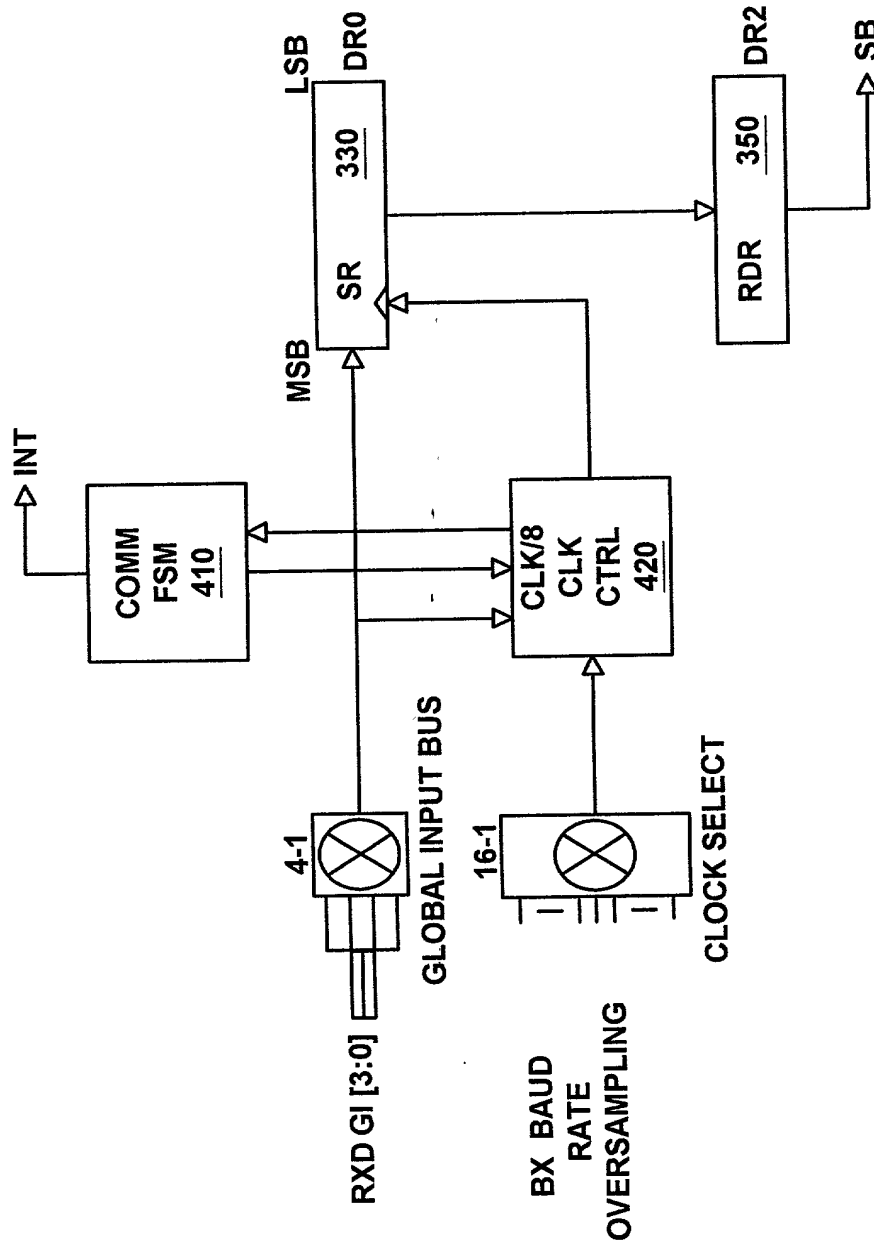 INT
COMM
FSM
410
MSB
LSB
SR 330
DR0
4-1
RXD GI [3:0]
GLOBAL INPUT BUS
16-1
BX BAUD
RATE
OVERSAMPLING
CLOCK SELECT
CLK/8
CLK
CTRL
420
RDR 350
DR2
SB